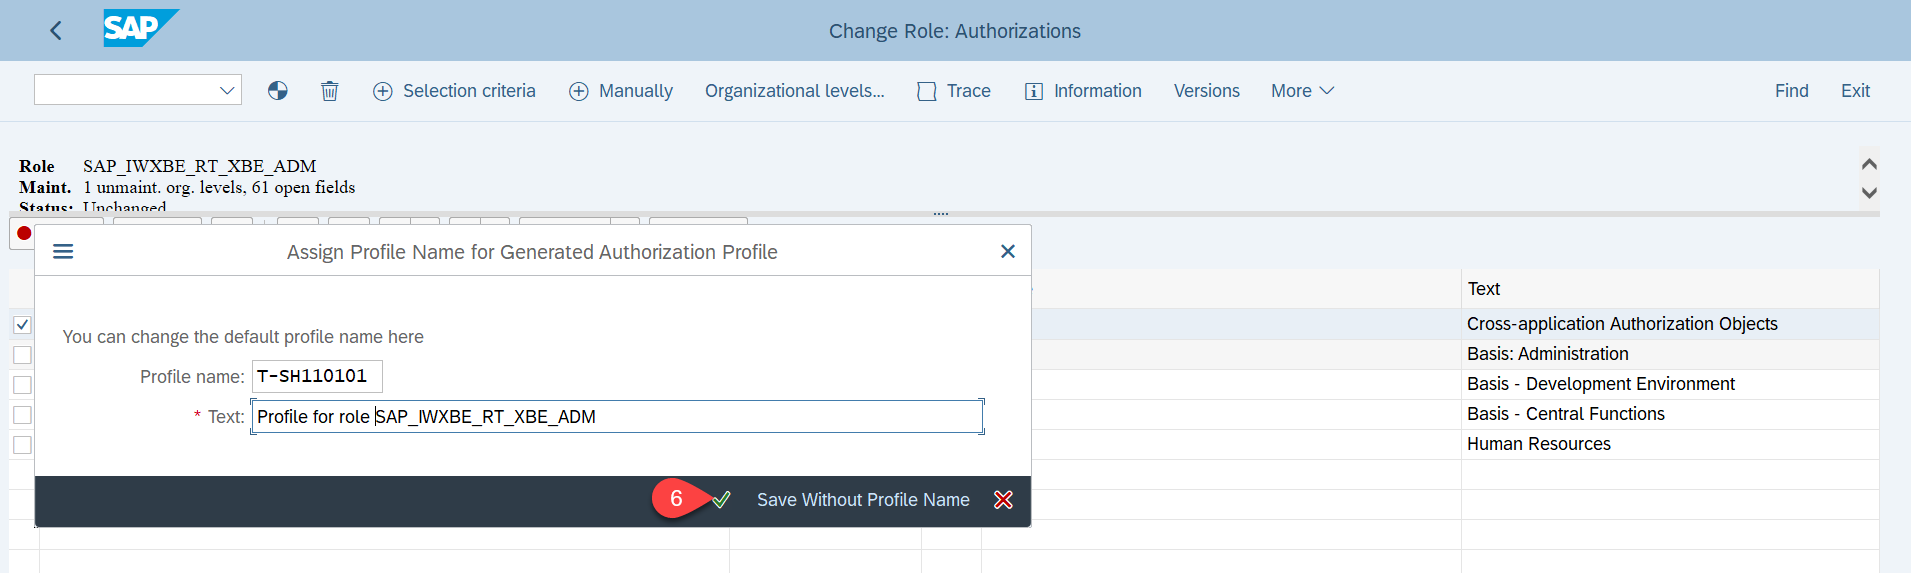 SAP
Change Role: Authorizations
Selection criteria Manually Organizational levels... Trace Information Versions More Find Exit
Role SAP_IWXBE_RT_XBE_ADM
Maint. 1 unmaint. org. levels, 61 open fields
Status: Unchanged
Assign Profile Name for Generated Authorization Profile
Text
You can change the default profile name here
Cross-application Authorization Objects
Basis: Administration
Profile name: T-SH110101
Basis - Development Environment
* Text: Profile for role SAP_IWXBE_RT_XBE_ADM
Basis - Central Functions
Human Resources
6 Save Without Profile Name